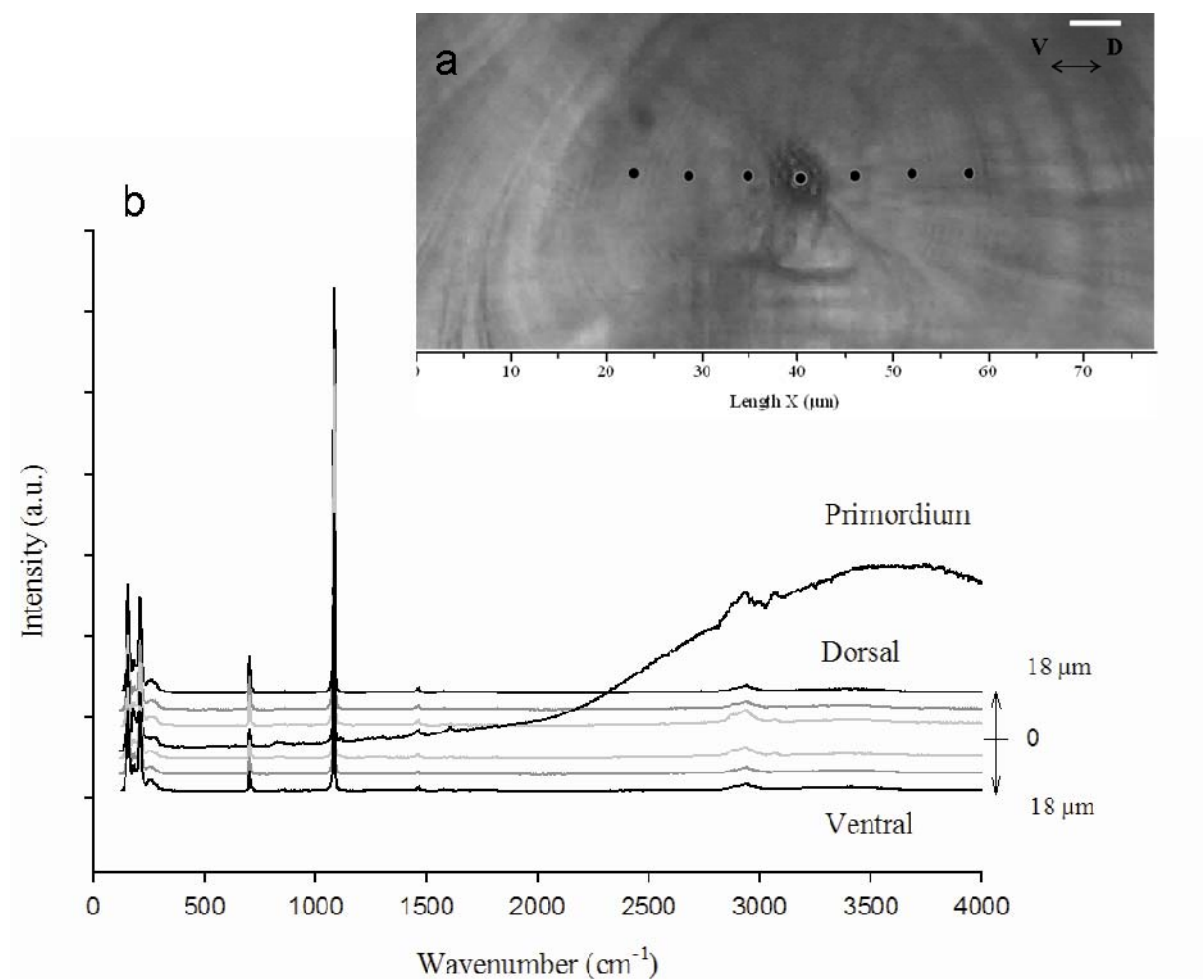 a
V D
10 20 30 40 50 60 70
Length X (µm)
b
Intensity (a.u.)
Primordium
Dorsal
18 µm
0
18 µm
Ventral
0 500 1000 1500 2000 2500 3000 3500 4000
Wavenumber (cm⁻¹)